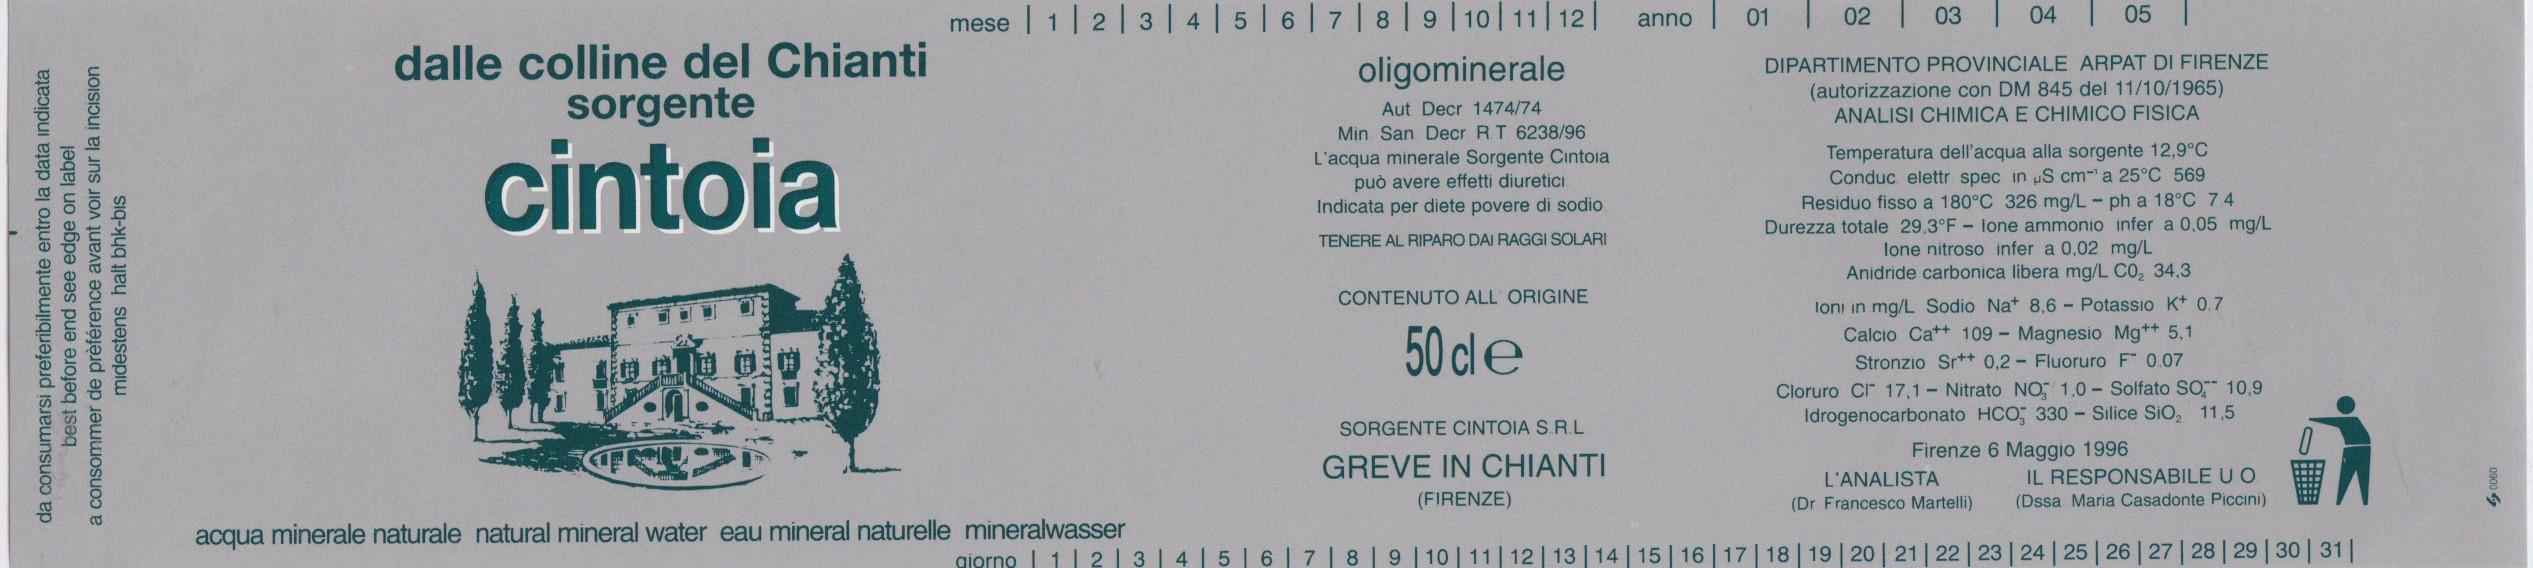 da consumarsi preferibilmente entro la data indicata
best before end see edge on label
a consommer de prèférence avant voir sur la incision
midestens halt bhk-bis
dalle colline del Chianti
sorgente
cintoia
acqua minerale naturale natural mineral water eau mineral naturelle mineralwasser
mese | 1 | 2 | 3 | 4 | 5 | 6 | 7 | 8 | 9 | 10 | 11 | 12 | anno | 01 | 02 | 03 | 04 | 05 |
oligominerale
Aut Decr 1474/74
Min San Decr R.T 6238/96
L'acqua minerale Sorgente Cintoia
può avere effetti diuretici
Indicata per diete povere di sodio
TENERE AL RIPARO DAI RAGGI SOLARI
CONTENUTO ALL' ORIGINE
50 cl e
SORGENTE CINTOIA S.R.L
GREVE IN CHIANTI
(FIRENZE)
DIPARTIMENTO PROVINCIALE ARPAT DI FIRENZE
(autorizzazione con DM 845 del 11/10/1965)
ANALISI CHIMICA E CHIMICO FISICA
Temperatura dell'acqua alla sorgente 12,9°C
Conduc. elettr spec in µS cm⁻¹ a 25°C 569
Residuo fisso a 180°C 326 mg/L – ph a 18°C 7 4
Durezza totale 29,3°F – Ione ammonio infer a 0,05 mg/L
Ione nitroso infer a 0,02 mg/L
Anidride carbonica libera mg/L C0₂ 34,3
Ioni in mg/L Sodio Na⁺ 8,6 – Potassio K⁺ 0.7
Calcio Ca⁺⁺ 109 – Magnesio Mg⁺⁺ 5,1
Stronzio Sr⁺⁺ 0,2 – Fluoruro F⁻ 0.07
Cloruro Cl⁻ 17,1 – Nitrato NO₃⁻ 1,0 – Solfato SO₄⁻⁻ 10,9
Idrogenocarbonato HCO₃⁻ 330 – Silice SiO₂ 11,5
Firenze 6 Maggio 1996
L'ANALISTA IL RESPONSABILE U O
(Dr Francesco Martelli) (Dssa Maria Casadonte Piccini)
0060
giorno | 1 | 2 | 3 | 4 | 5 | 6 | 7 | 8 | 9 | 10 | 11 | 12 | 13 | 14 | 15 | 16 | 17 | 18 | 19 | 20 | 21 | 22 | 23 | 24 | 25 | 26 | 27 | 28 | 29 | 30 | 31 |